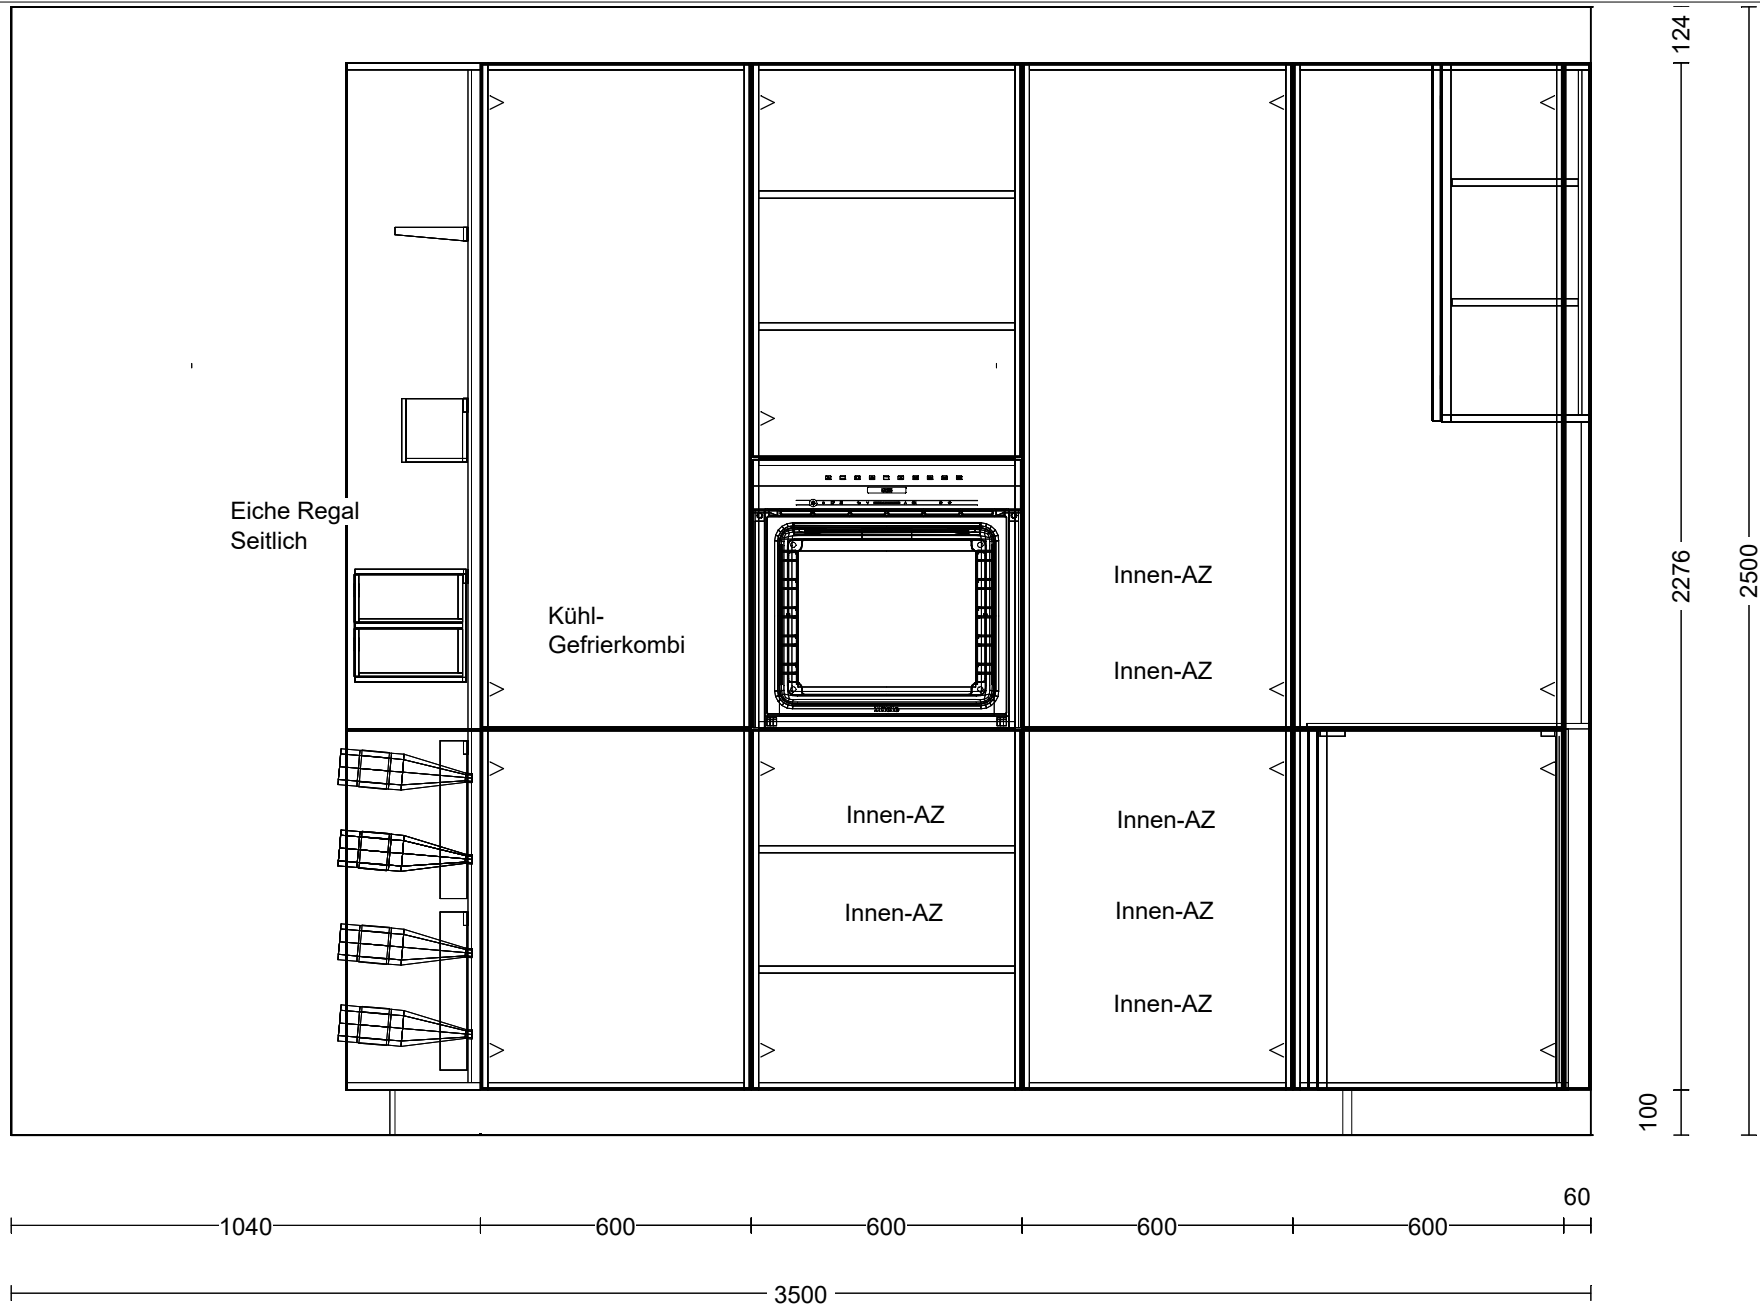 124
Eiche Regal
Seitlich
Kühl-
Gefrierkombi
Innen-AZ
Innen-AZ
2276
2500
Innen-AZ
Innen-AZ
Innen-AZ
Innen-AZ
Innen-AZ
100
60
1040
600
600
600
600
3500